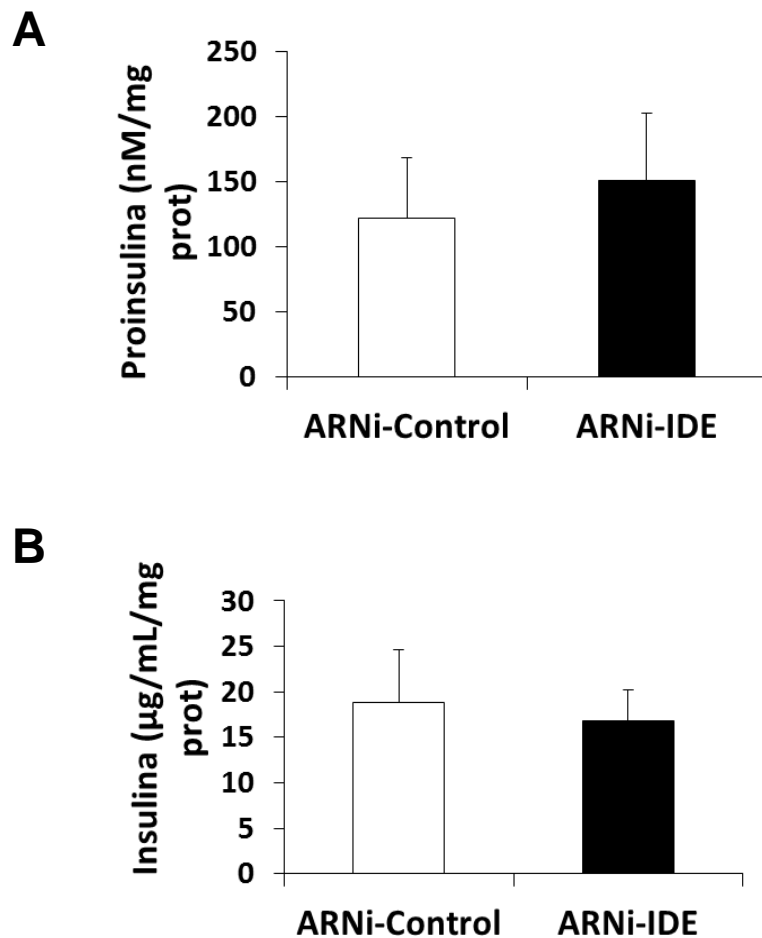 A
Proinsulina (nM/mg
prot)
250
200
150
100
50
0
ARNi-Control
ARNi-IDE
B
Insulina (µg/mL/mg
prot)
30
25
20
15
10
5
0
ARNi-Control
ARNi-IDE